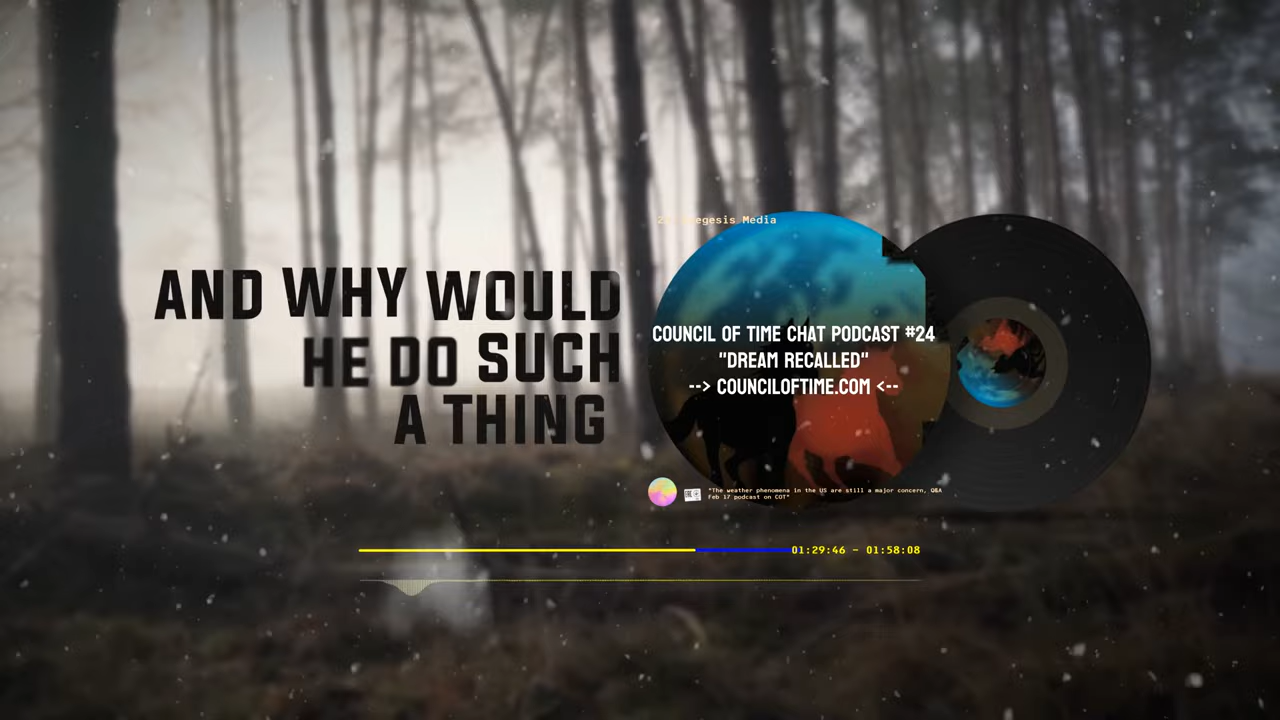 AND WHY WOULD
HE DO SUCH
A THING
egesis Media
COUNCIL OF TIME CHAT PODCAST #24
"DREAM RECALLED"
--> COUNCILOFTIME.COM <--
"The weather phenomena in the US are still a major concern, Q&A
Feb 17 podcast on COT"
01:29:46 - 01:58:08